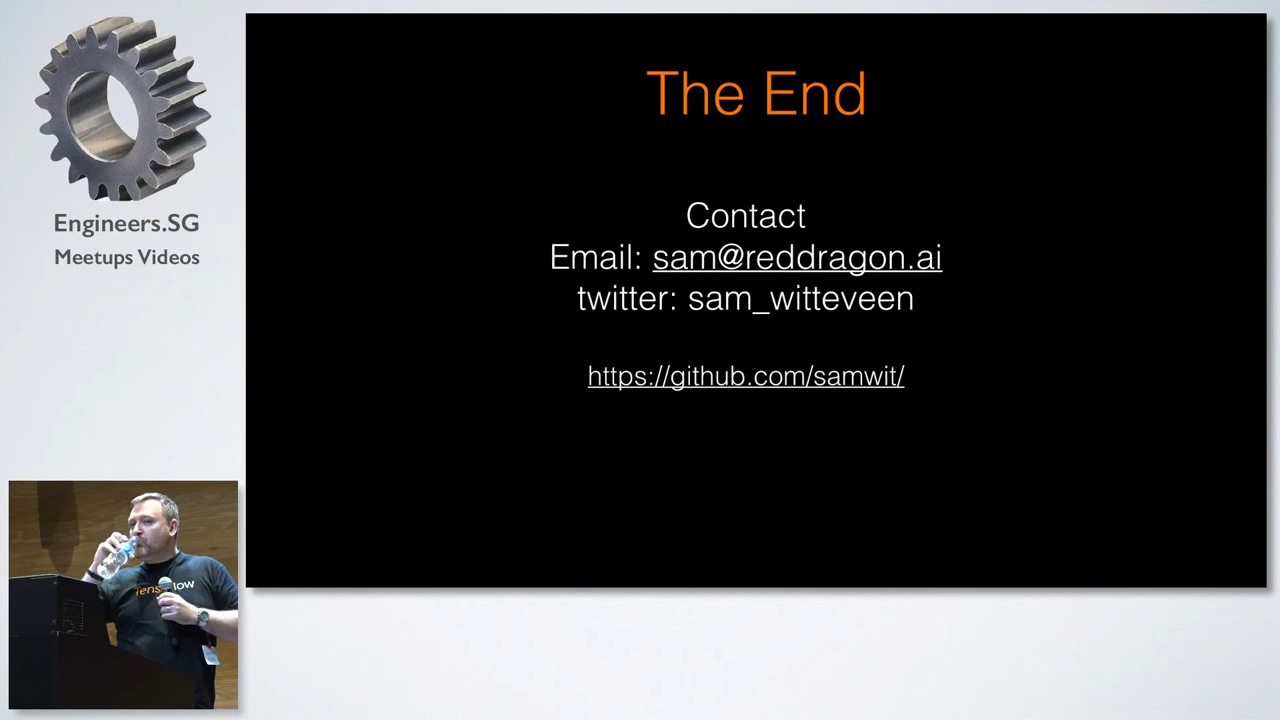 Engineers.SG
Meetups Videos
The End
Contact
Email: sam@reddragon.ai
twitter: sam_witteveen
https://github.com/samwit/